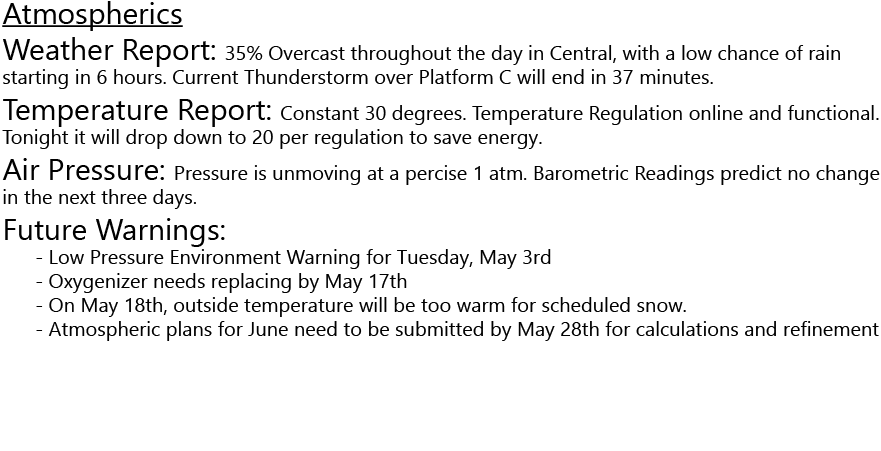 Atmospherics
Weather Report: 35% Overcast throughout the day in Central, with a low chance of rain
starting in 6 hours. Current Thunderstorm over Platform C will end in 37 minutes.
Temperature Report: Constant 30 degrees. Temperature Regulation online and functional.
Tonight it will drop down to 20 per regulation to save energy.
Air Pressure: Pressure is unmoving at a percise 1 atm. Barometric Readings predict no change
in the next three days.
Future Warnings:
- Low Pressure Environment Warning for Tuesday, May 3rd
- Oxygenizer needs replacing by May 17th
- On May 18th, outside temperature will be too warm for scheduled snow.
- Atmospheric plans for June need to be submitted by May 28th for calculations and refinement